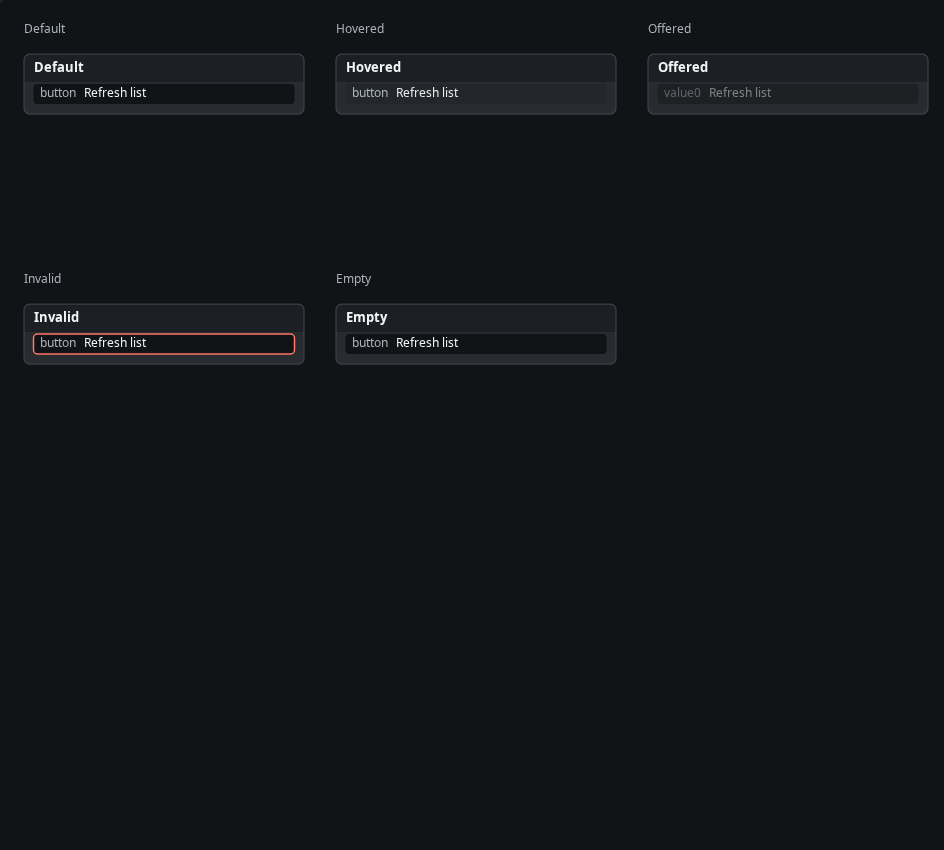 Default
Hovered
Offered
Default
button Refresh list
Hovered
button Refresh list
Offered
value0 Refresh list
Invalid
Empty
Invalid
button Refresh list
Empty
button Refresh list